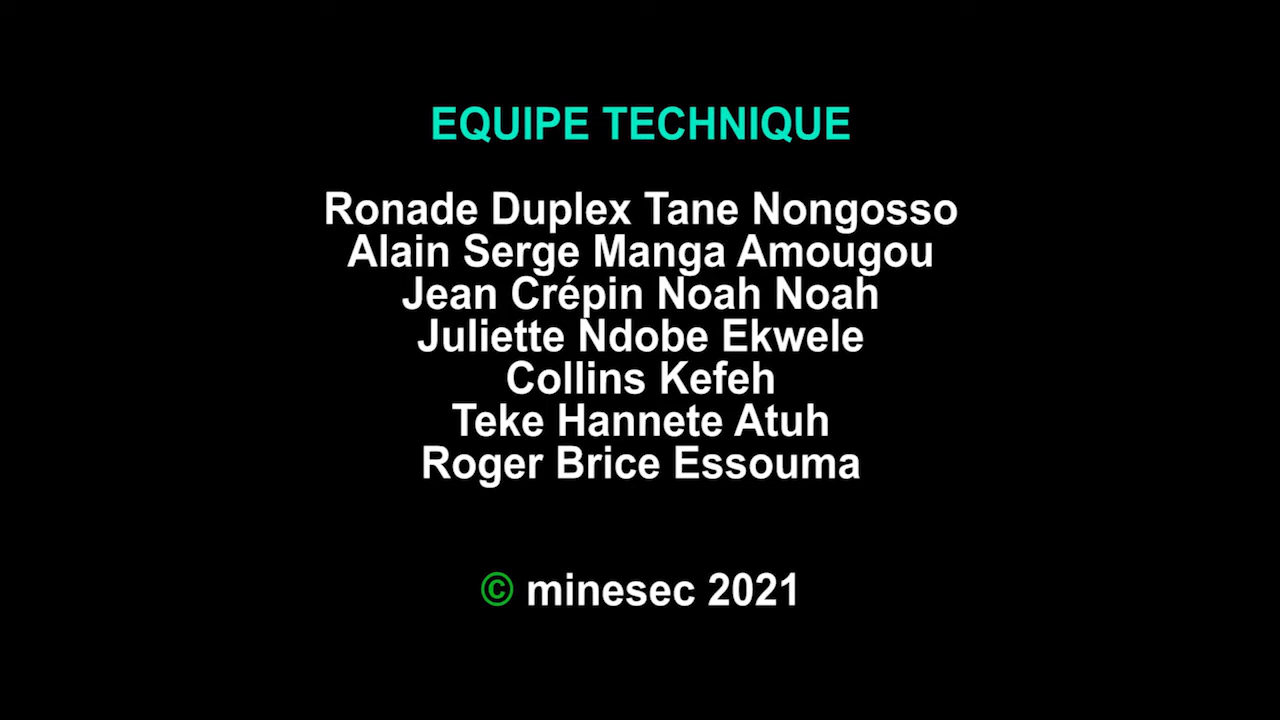 EQUIPE TECHNIQUE
Ronade Duplex Tane Nongosso
Alain Serge Manga Amougou
Jean Crépin Noah Noah
Juliette Ndobe Ekwele
Collins Kefeh
Teke Hannete Atuh
Roger Brice Essouma
© minesec 2021